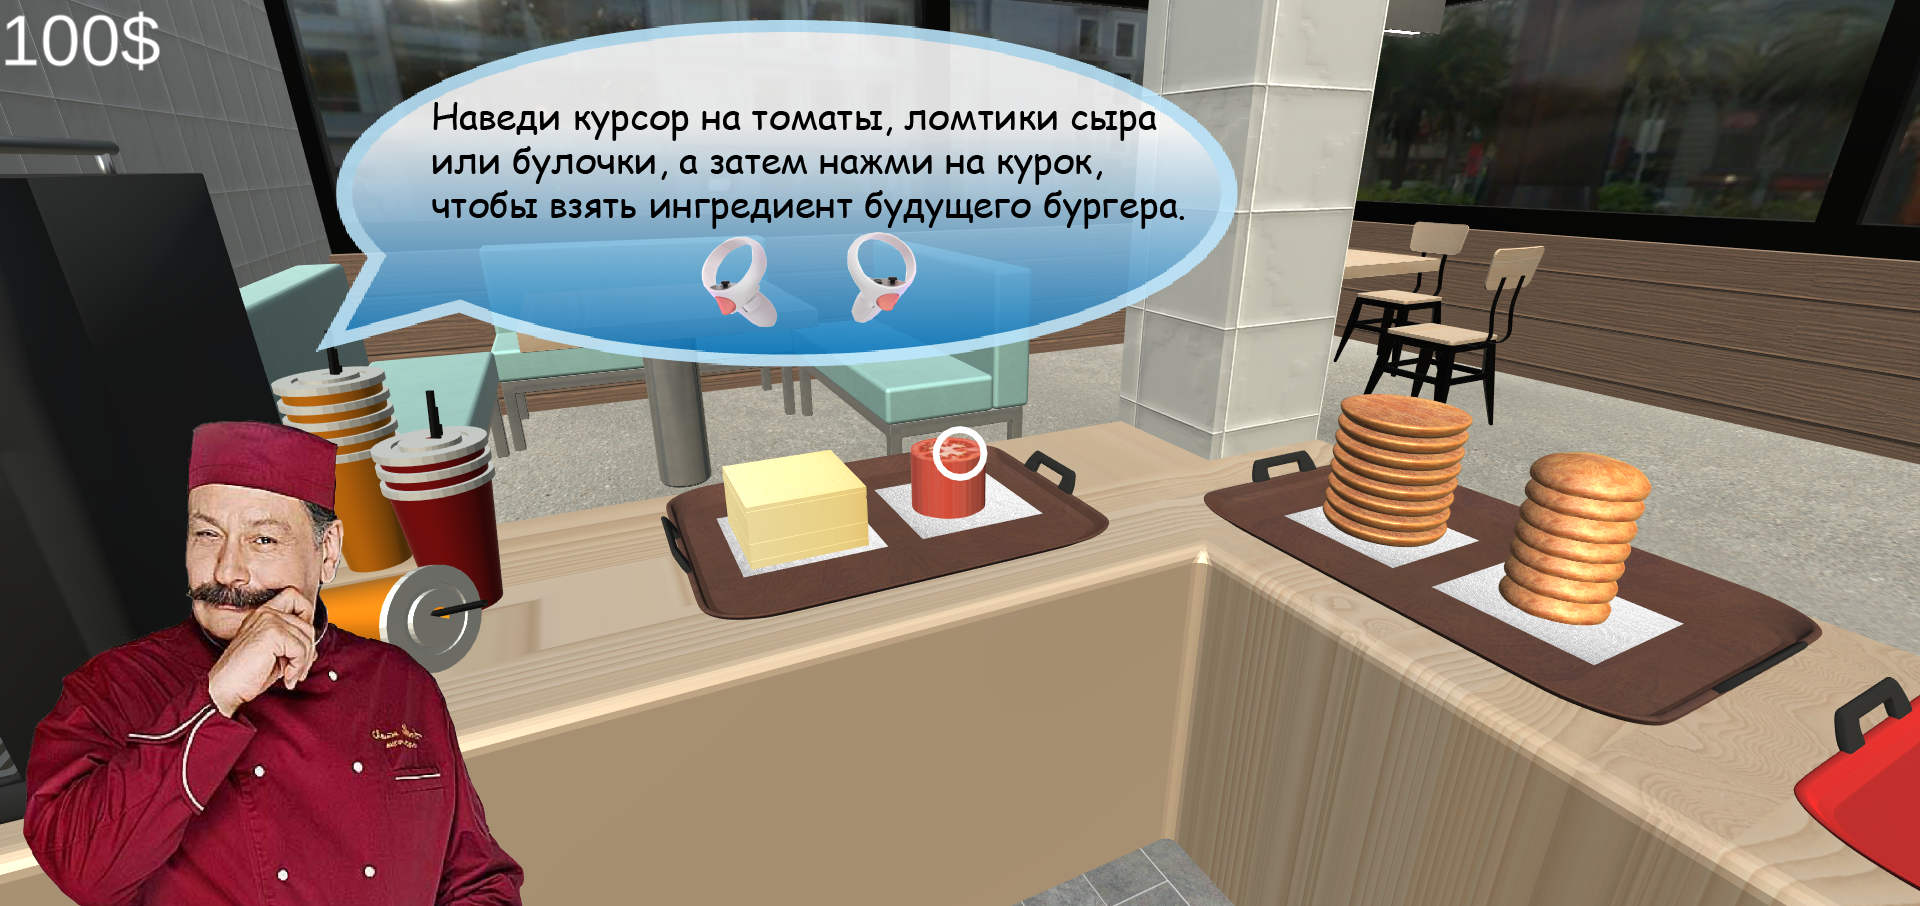 100$
Наведи курсор на томаты, ломтики сыра
или булочки, а затем нажми на курок,
чтобы взять ингредиент будущего бургера.